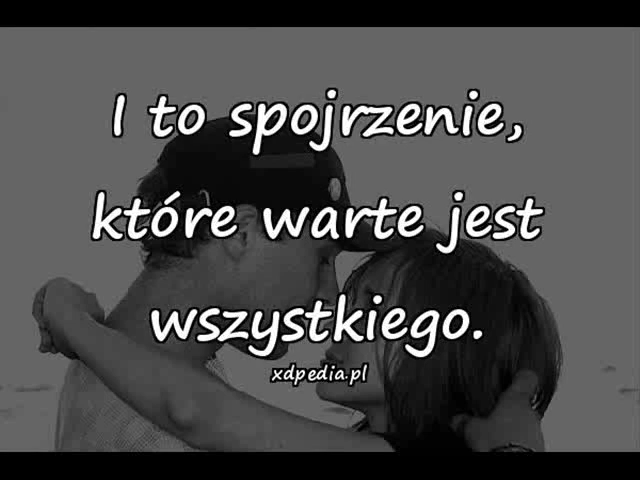 I to spojrzenie,
które warte jest
wszystkiego.
xdpedia.pl